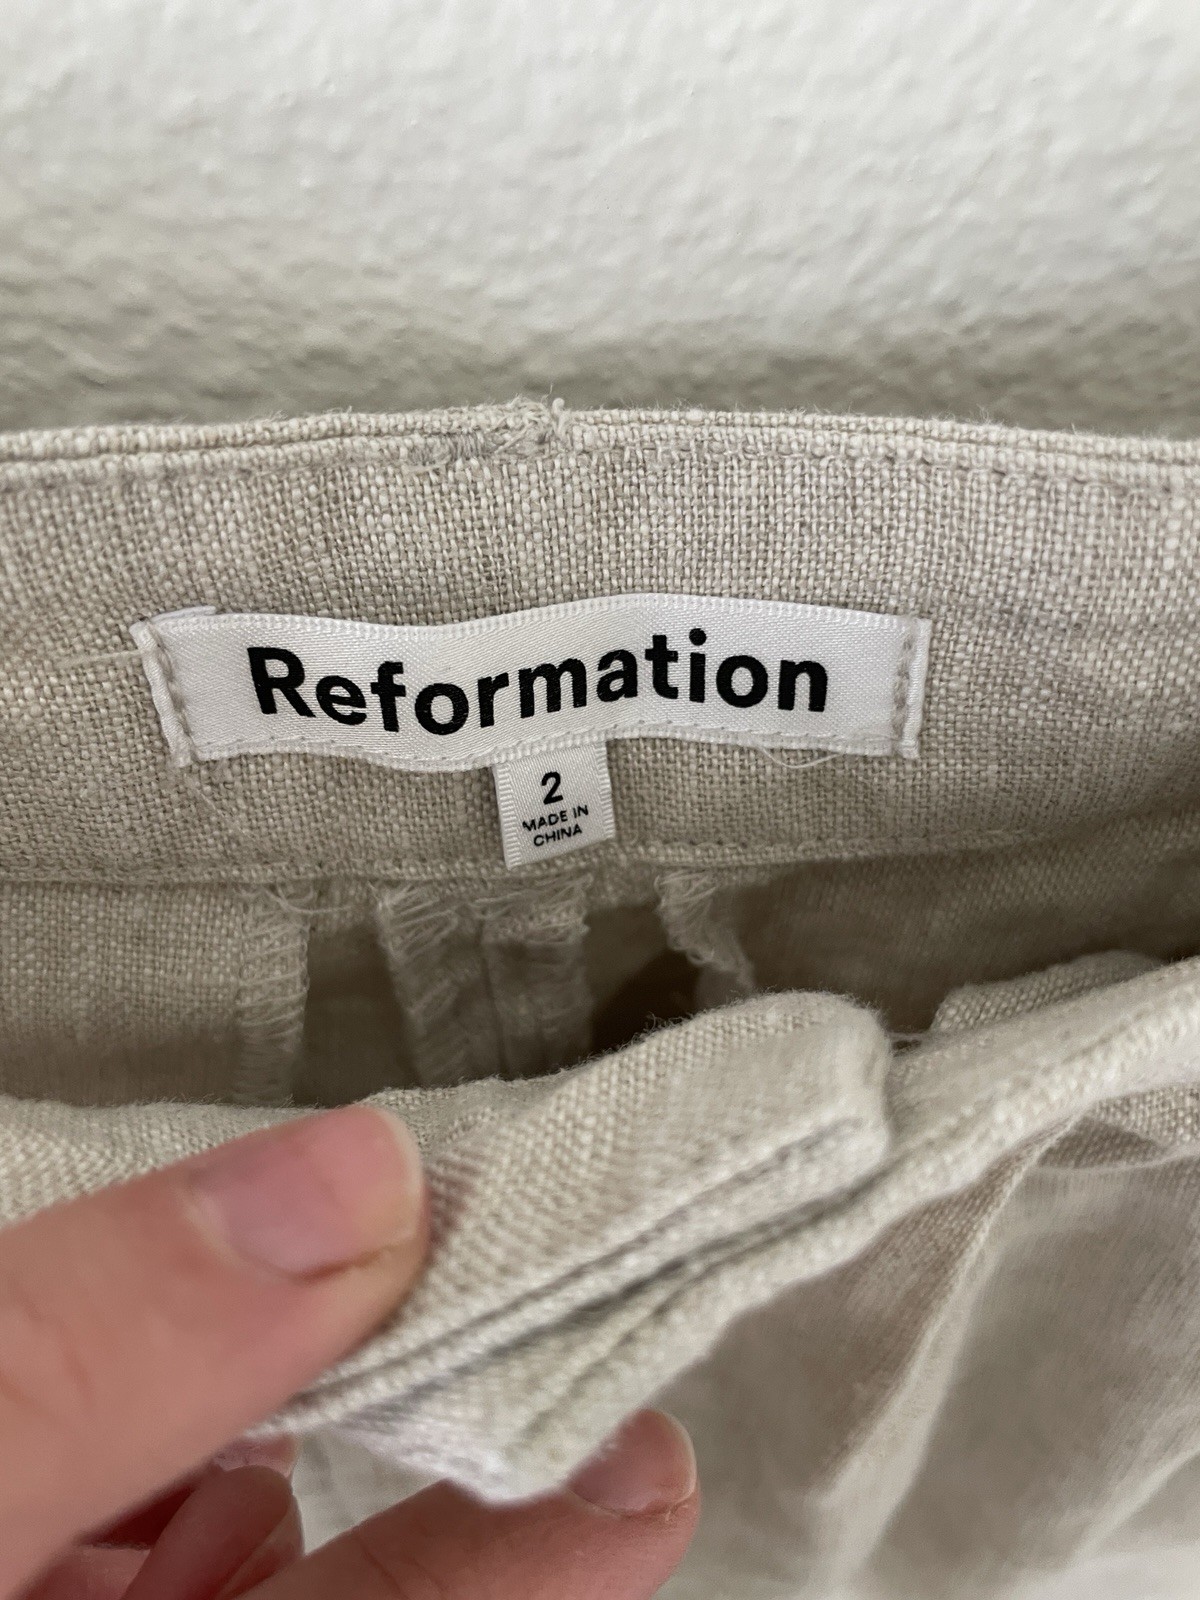 Reformation
2
MADE IN
CHINA